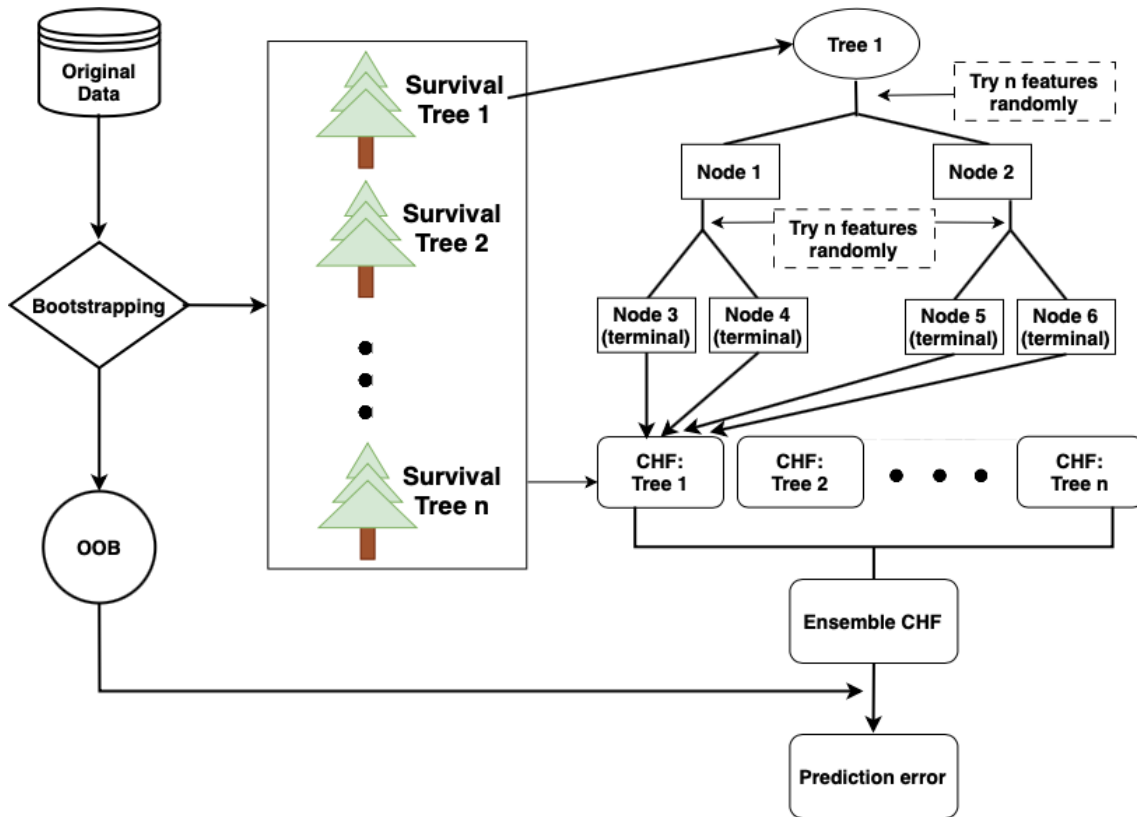 Original
Data
Survival
Tree 1
Tree 1
Try n features
randomly
Node 1
Node 2
Survival
Tree 2
Try n features
randomly
Bootstrapping
Node 3
(terminal)
Node 4
(terminal)
Node 5
(terminal)
Node 6
(terminal)
Survival
Tree n
CHF:
Tree 1
CHF:
Tree 2
CHF:
Tree n
OOB
Ensemble CHF
Prediction error